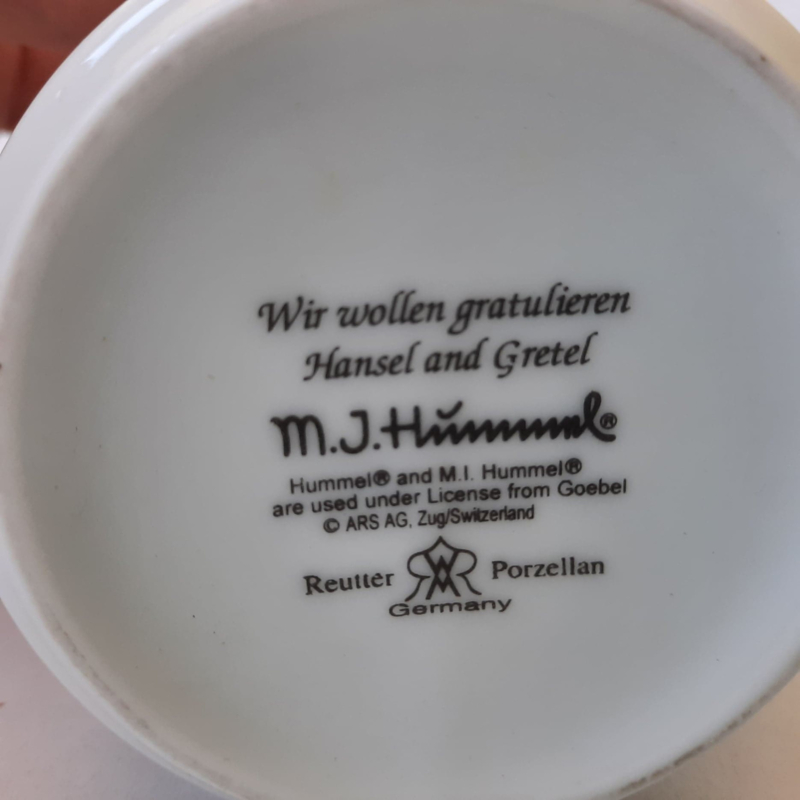 Wir wollen gratulieren
Hansel and Gretel
M.J.Hummel®
Hummel® and M.I. Hummel®
are used under License from Goebel
© ARS AG, Zug/Switzerland
Reutter Porzellan
Germany